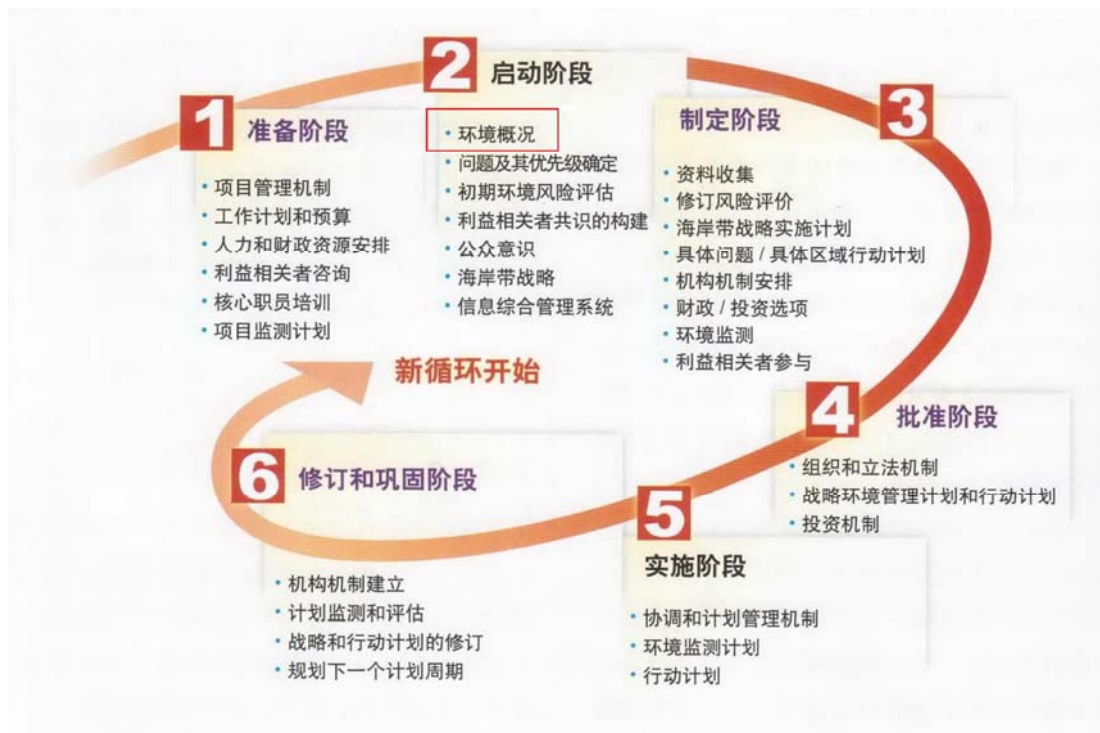 1
准备阶段
· 项目管理机制
· 工作计划和预算
· 人力和财政资源安排
· 利益相关者咨询
· 核心职员培训
· 项目监测计划
2
启动阶段
· 环境概况
· 问题及其优先级确定
· 初期环境风险评估
· 利益相关者共识的构建
· 公众意识
· 海岸带战略
· 信息综合管理系统
3
制定阶段
· 资料收集
· 修订风险评价
· 海岸带战略实施计划
· 具体问题 / 具体区域行动计划
· 机构机制安排
· 财政 / 投资选项
· 环境监测
· 利益相关者参与
4
批准阶段
· 组织和立法机制
· 战略环境管理计划和行动计划
· 投资机制
5
实施阶段
· 协调和计划管理机制
· 环境监测计划
· 行动计划
6
修订和巩固阶段
· 机构机制建立
· 计划监测和评估
· 战略和行动计划的修订
· 规划下一个计划周期
新循环开始